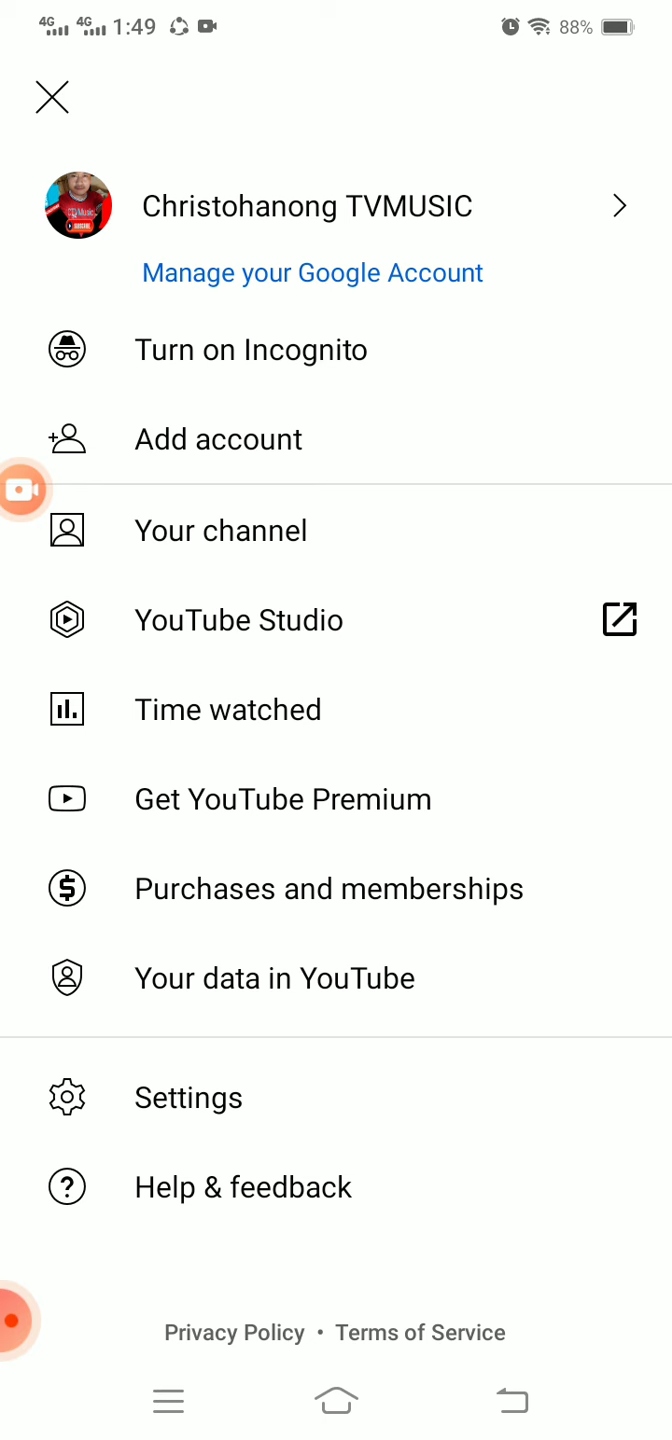 4G 4G 1:49 88%
Christohanong TVMUSIC
Manage your Google Account
Turn on Incognito
Add account
Your channel
YouTube Studio
Time watched
Get YouTube Premium
Purchases and memberships
Your data in YouTube
Settings
Help & feedback
Privacy Policy • Terms of Service